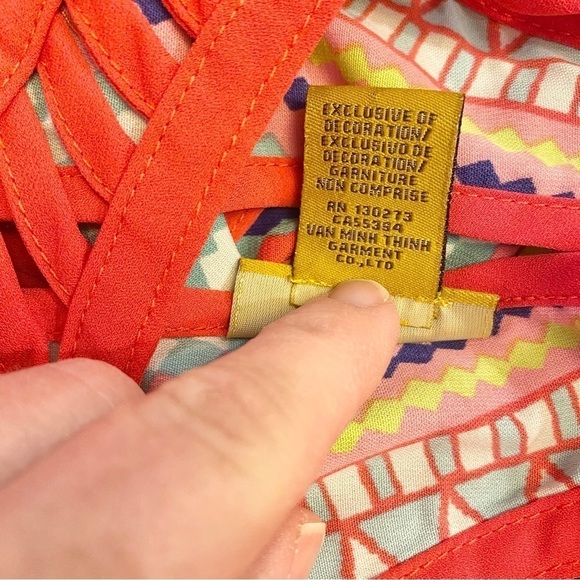 EXCLUSIVE OF
DECORATION/
EXCLUSIVO DE
DECORATION/
GARNITURE
NON COMPRISE
RN 130273
CA55394
VAN MINH THINH
GARMENT
CO.,LTD